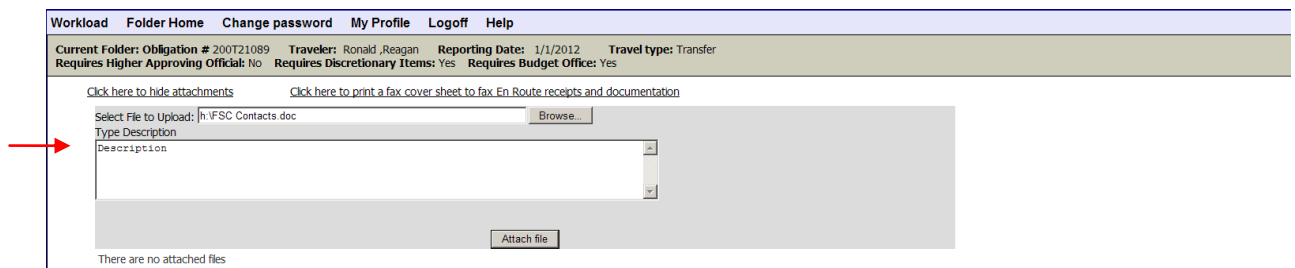 Workload Folder Home Change password My Profile Logoff Help
Current Folder: Obligation # 200T21089 Traveler: Ronald ,Reagan Reporting Date: 1/1/2012 Travel type: Transfer
Requires Higher Approving Official: No Requires Discretionary Items: Yes Requires Budget Office: Yes
Click here to hide attachments Click here to print a fax cover sheet to fax En Route receipts and documentation
Select File to Upload: h:\FSC Contacts.doc Browse...
Type Description
Description
Attach file
There are no attached files